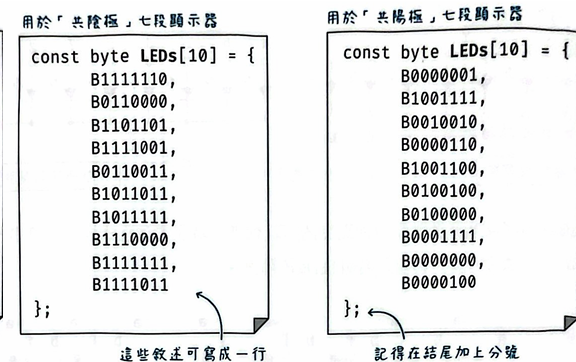 用於「共陰極」七段顯示器
const byte LEDs[10] = {
B1111110,
B0110000,
B1101101,
B1111001,
B0110011,
B1011011,
B1011111,
B1110000,
B1111111,
B1111011
};
這些敘述可寫成一行
用於「共陽極」七段顯示器
const byte LEDs[10] = {
B0000001,
B1001111,
B0010010,
B0000110,
B1001100,
B0100100,
B0100000,
B0001111,
B0000000,
B0000100
};
記得在結尾加上分號